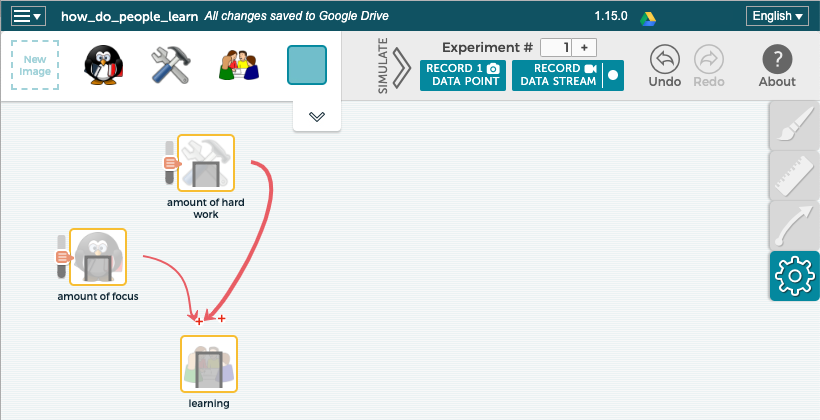 how_do_people_learn All changes saved to Google Drive 1.15.0 English
New
Image
SIMULATE
Experiment # 1 +
RECORD 1
DATA POINT
RECORD
DATA STREAM
Undo
Redo
?
About
amount of hard
work
amount of focus
+ +
learning